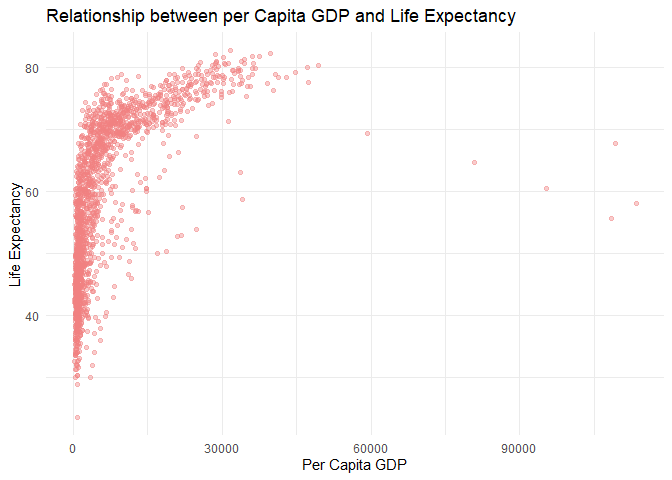 Relationship between per Capita GDP and Life Expectancy
80
60
40
Life Expectancy
0 30000 60000 90000
Per Capita GDP